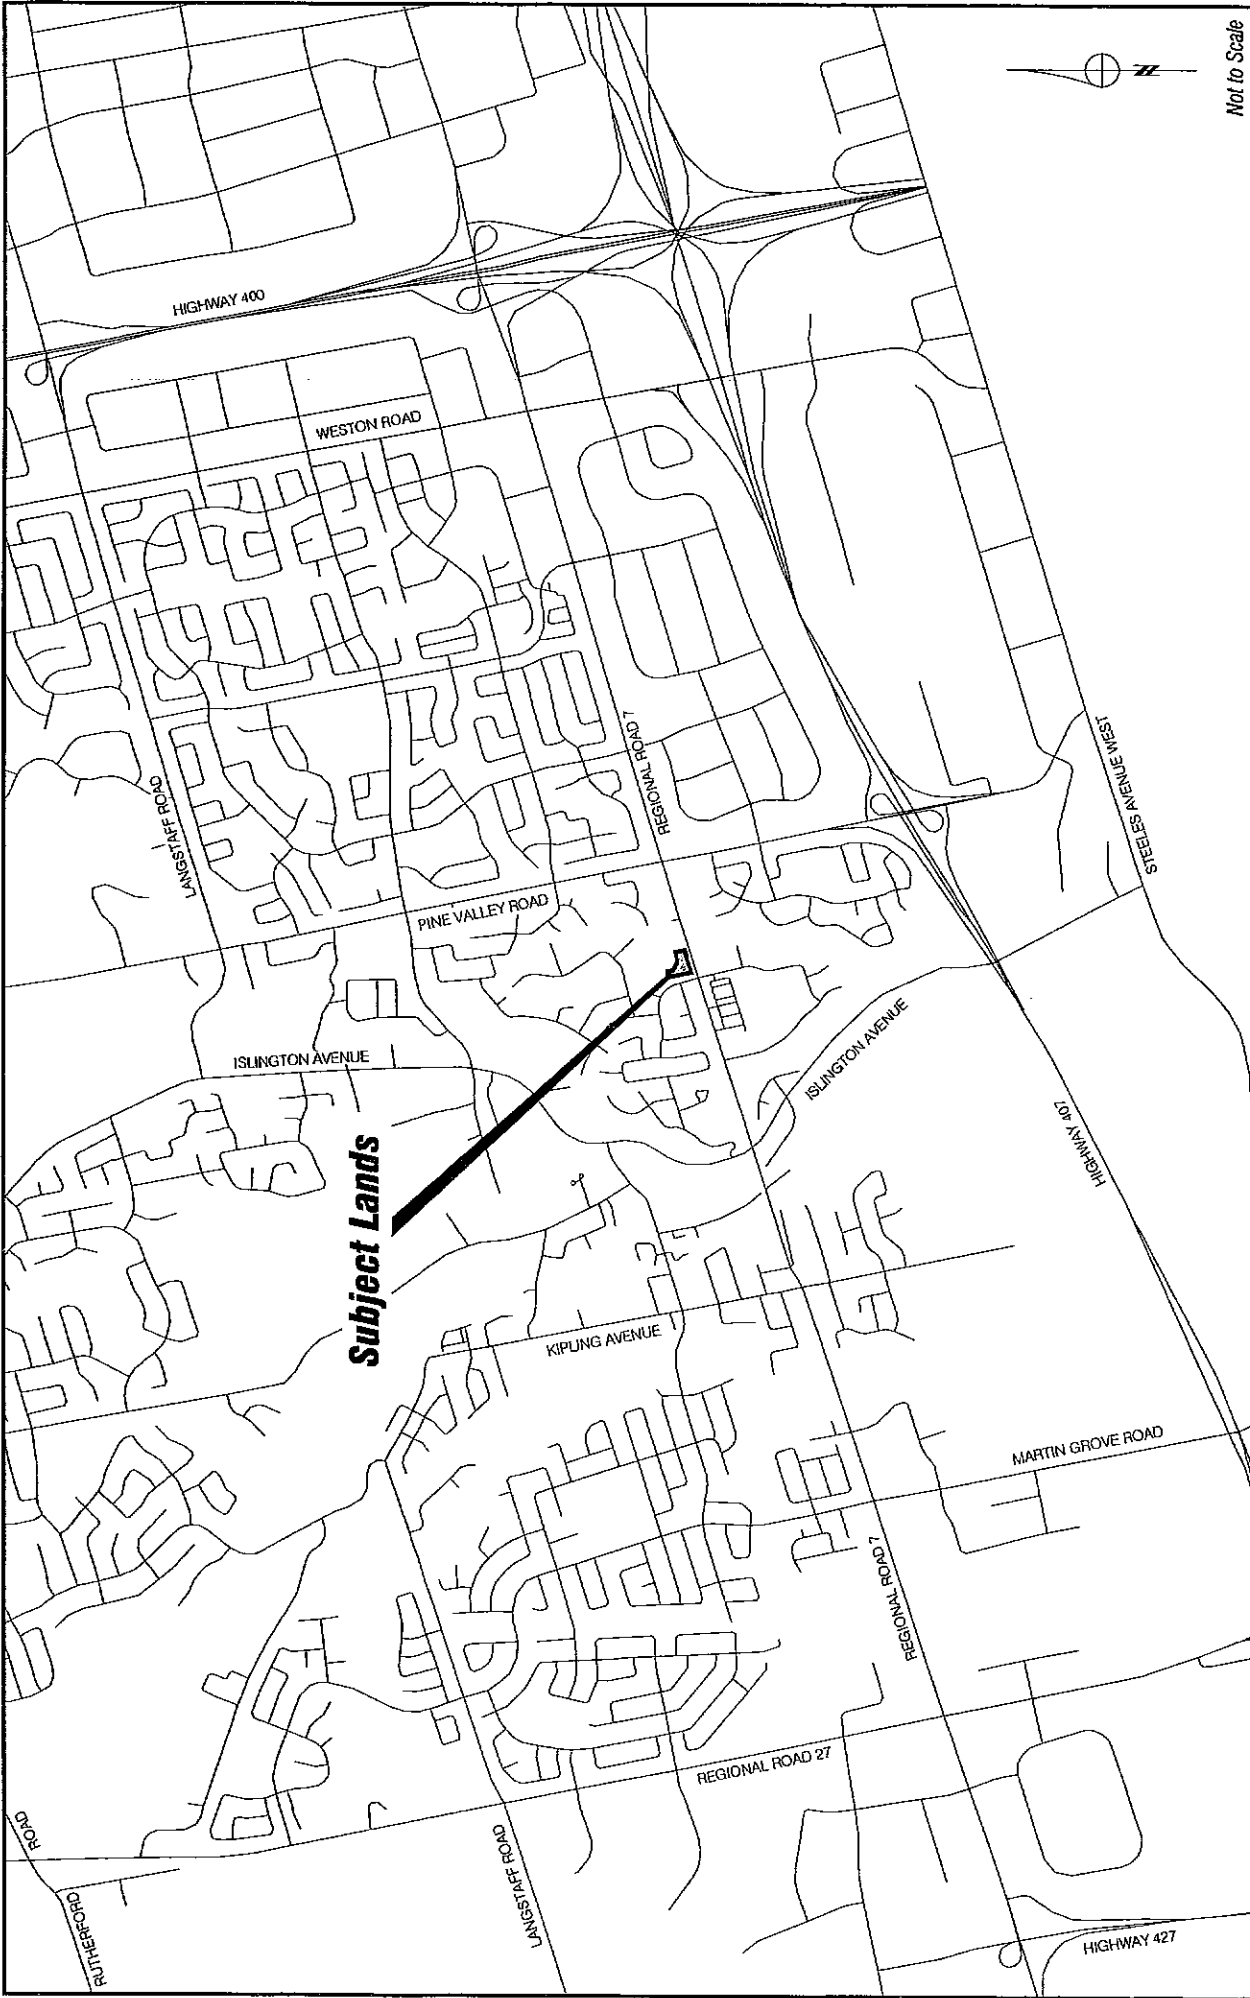 Not to Scale
N
HIGHWAY 400
WESTON ROAD
LANGSTAFF ROAD
REGIONAL ROAD 7
STEELES AVENUE WEST
PINE VALLEY ROAD
ISLINGTON AVENUE
ISLINGTON AVENUE
HIGHWAY 407
Subject Lands
KIPLING AVENUE
MARTIN GROVE ROAD
REGIONAL ROAD 7
REGIONAL ROAD 27
RUTHERFORD
ROAD
LANGSTAFF ROAD
HIGHWAY 427